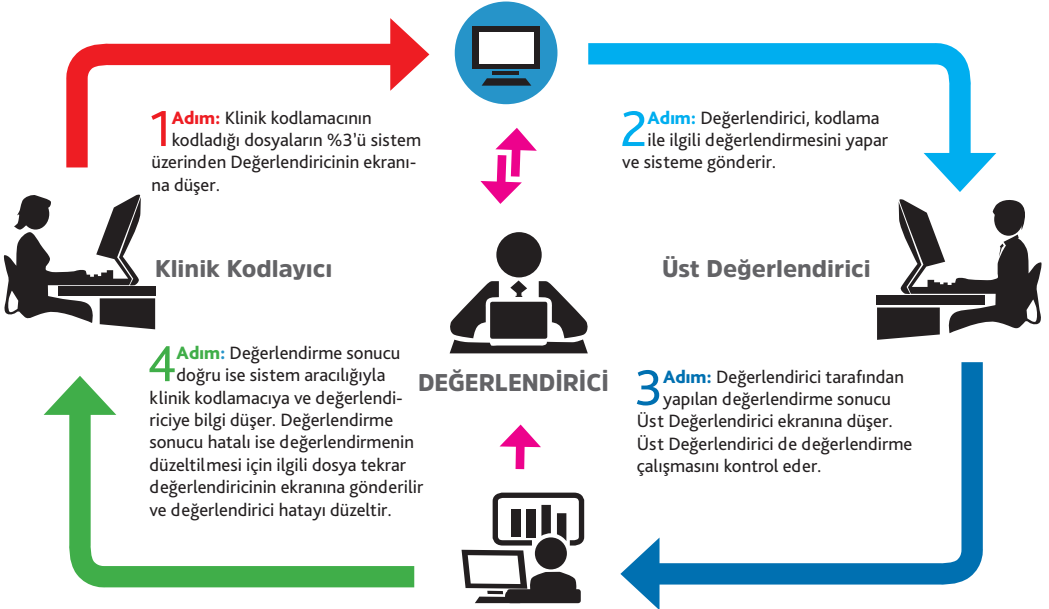 1Adım: Klinik kodlamacının
kodladığı dosyaların %3'ü sistem
üzerinden Değerlendiricinin ekranı-
na düşer.
2Adım: Değerlendirici, kodlama
ile ilgili değerlendirmesini yapar
ve sisteme gönderir.
Klinik Kodlayıcı
Üst Değerlendirici
DEĞERLENDİRİCİ
4Adım: Değerlendirme sonucu
doğru ise sistem aracılığıyla
klinik kodlamacıya ve değerlendi-
riciye bilgi düşer. Değerlendirme
sonucu hatalı ise değerlendirmenin
düzeltilmesi için ilgili dosya tekrar
değerlendiricinin ekranına gönderilir
ve değerlendirici hatayı düzeltir.
3Adım: Değerlendirici tarafından
yapılan değerlendirme sonucu
Üst Değerlendirici ekranına düşer.
Üst Değerlendirici de değerlendirme
çalışmasını kontrol eder.